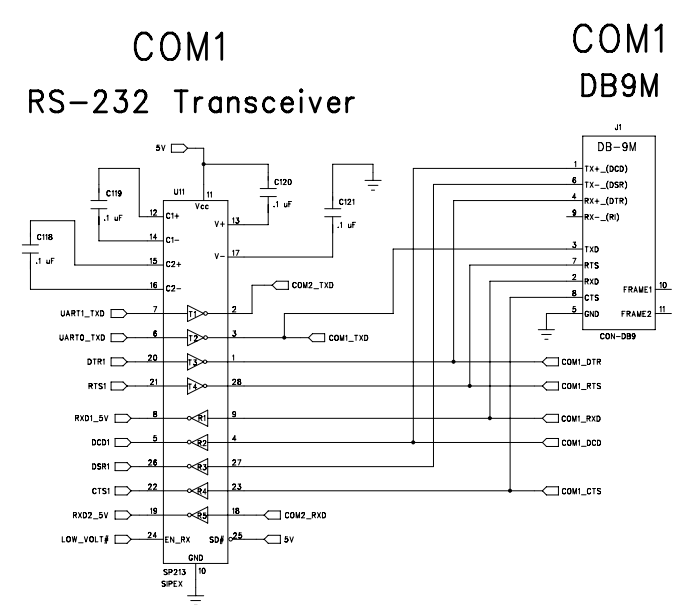 COM1
RS-232 Transceiver
COM1
DB9M
J1
DB-9M
1 TX+_(DCD)
6 TX-_(DSR)
4 RX+_(DTR)
9 RX-_(RI)
3 TXD
7 RTS
2 RXD
8 CTS
5 GND
FRAME1 10
FRAME2 11
CON-DB9
5V
C119
.1 uF
C118
.1 uF
C120
.1 uF
C121
.1 uF
U11
11
Vcc
12 C1+
14 C1-
15 C2+
16 C2-
V+ 13
V- 17
UART1_TXD 7 T1 2 COM2_TXD
UART0_TXD 6 T2 3 COM1_TXD
DTR1 20 T3 1 COM1_DTR
RTS1 21 T4 28 COM1_RTS
RXD1_5V 8 R1 9 COM1_RXD
DCD1 5 R2 4 COM1_DCD
DSR1 26 R3 27
CTS1 22 R4 23 COM1_CTS
RXD2_5V 19 R5 18 COM2_RXD
LOW_VOLT# 24 EN_RX SD# 25 5V
GND
10
SP213
SIPEX